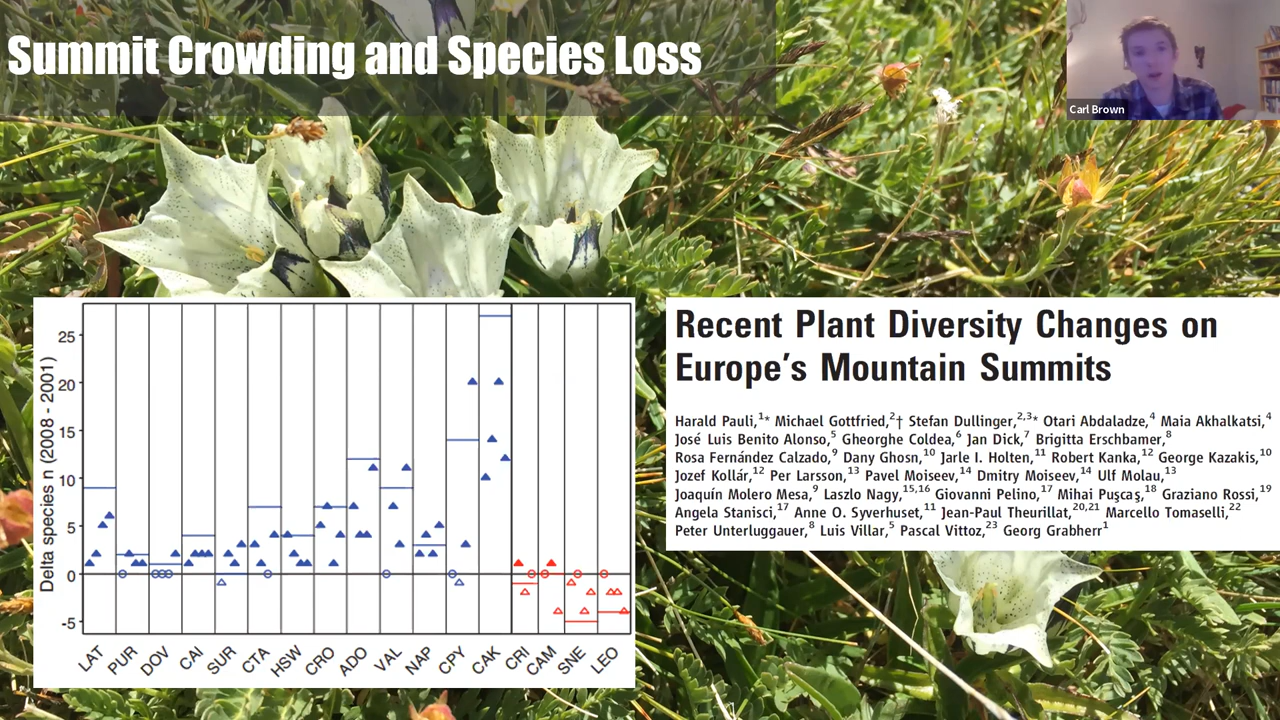 Summit Crowding and Species Loss
Carl Brown
Delta species n (2008 - 2001)
25
20
15
10
5
0
-5
LAT PUR DOV CAI SUR CTA HSW CRO ADO VAL NAP CPY CAK CRI CAM SNE LEO
Recent Plant Diversity Changes on
Europe's Mountain Summits
Harald Pauli,1* Michael Gottfried,2† Stefan Dullinger,2,3* Otari Abdaladze,4 Maia Akhalkatsi,4
José Luis Benito Alonso,5 Gheorghe Coldea,6 Jan Dick,7 Brigitta Erschbamer,8
Rosa Fernández Calzado,9 Dany Ghosn,10 Jarle I. Holten,11 Robert Kanka,12 George Kazakis,10
Jozef Kollár,12 Per Larsson,13 Pavel Moiseev,14 Dmitry Moiseev,14 Ulf Molau,13
Joaquín Molero Mesa,9 Laszlo Nagy,15,16 Giovanni Pelino,17 Mihai Puşcaş,18 Graziano Rossi,19
Angela Stanisci,17 Anne O. Syverhuset,11 Jean-Paul Theurillat,20,21 Marcello Tomaselli,22
Peter Unterluggauer,8 Luis Villar,5 Pascal Vittoz,23 Georg Grabherr1